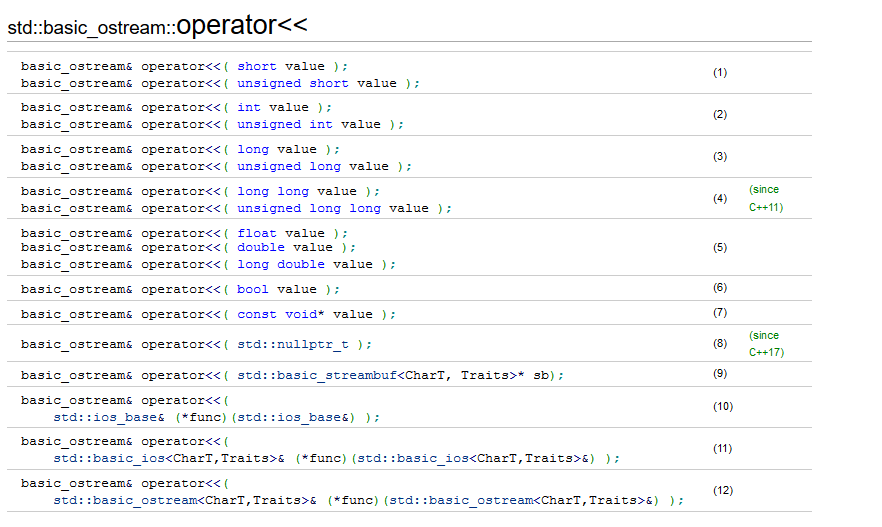 std::basic_ostream::operator<<
basic_ostream& operator<<( short value );
basic_ostream& operator<<( unsigned short value );
(1)
basic_ostream& operator<<( int value );
basic_ostream& operator<<( unsigned int value );
(2)
basic_ostream& operator<<( long value );
basic_ostream& operator<<( unsigned long value );
(3)
basic_ostream& operator<<( long long value );
basic_ostream& operator<<( unsigned long long value );
(4)
(since
C++11)
basic_ostream& operator<<( float value );
basic_ostream& operator<<( double value );
basic_ostream& operator<<( long double value );
(5)
basic_ostream& operator<<( bool value );
(6)
basic_ostream& operator<<( const void* value );
(7)
basic_ostream& operator<<( std::nullptr_t );
(8)
(since
C++17)
basic_ostream& operator<<( std::basic_streambuf<CharT, Traits>* sb);
(9)
basic_ostream& operator<<(
std::ios_base& (*func)(std::ios_base&) );
(10)
basic_ostream& operator<<(
std::basic_ios<CharT,Traits>& (*func)(std::basic_ios<CharT,Traits>&) );
(11)
basic_ostream& operator<<(
std::basic_ostream<CharT,Traits>& (*func)(std::basic_ostream<CharT,Traits>&) );
(12)